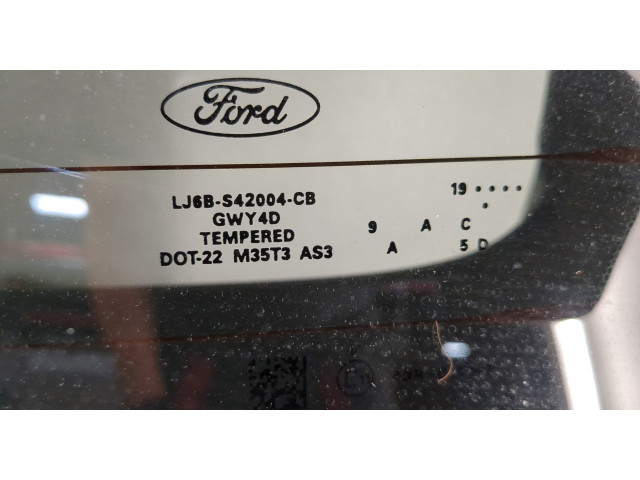 Ford
LJ6B-S42004-CB
GWY4D
TEMPERED
DOT-22 M35T3 AS3
19 ....
.
9 A C
A 5 D